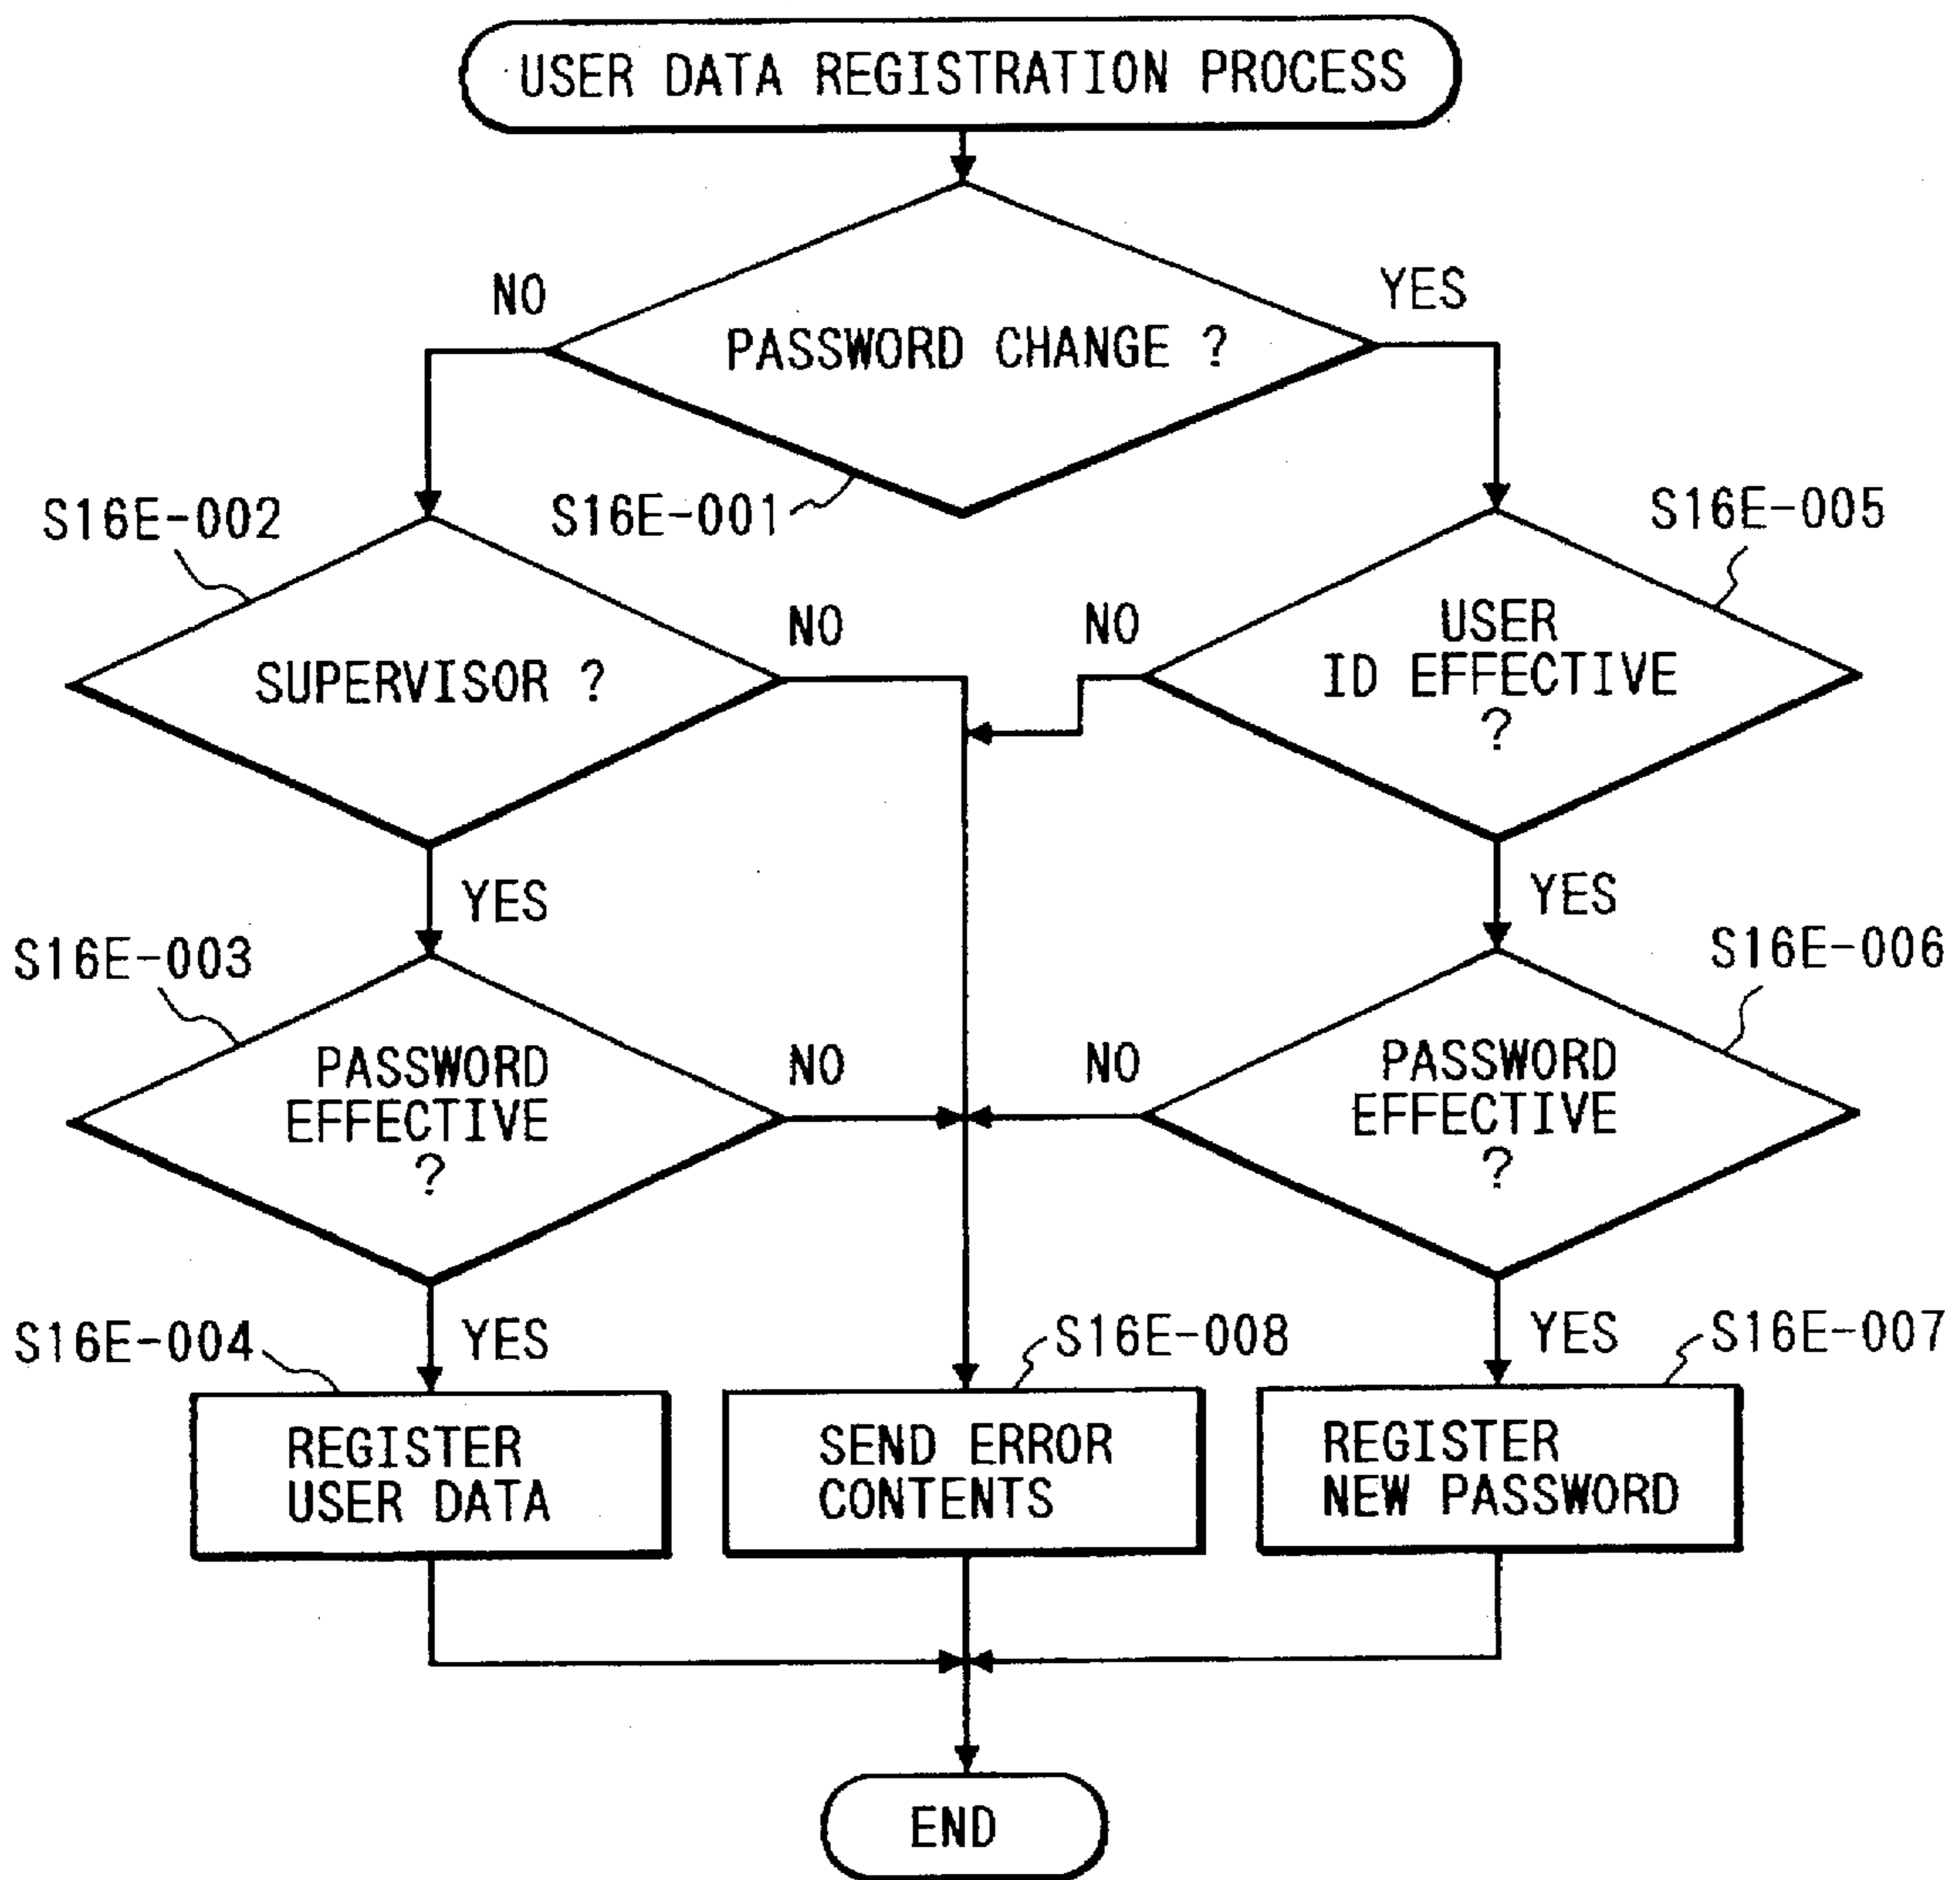 USER DATA REGISTRATION PROCESS
NO
YES
PASSWORD CHANGE ?
S16E-001
S16E-002
S16E-005
SUPERVISOR ?
NO
NO
USER
ID EFFECTIVE
?
YES
YES
S16E-003
S16E-006
PASSWORD
EFFECTIVE
?
NO
NO
PASSWORD
EFFECTIVE
?
S16E-004
YES
S16E-008
YES
S16E-007
REGISTER
USER DATA
SEND ERROR
CONTENTS
REGISTER
NEW PASSWORD
END